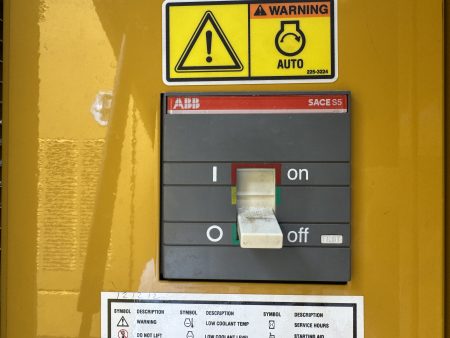 WARNING
AUTO
225-3224
ABB SACE S5
I on
O off
SYMBOL DESCRIPTION SYMBOL DESCRIPTION SYMBOL DESCRIPTION
WARNING LOW COOLANT TEMP SERVICE HOURS
DO NOT LIFT LOW COOLANT LEVEL STARTING AID